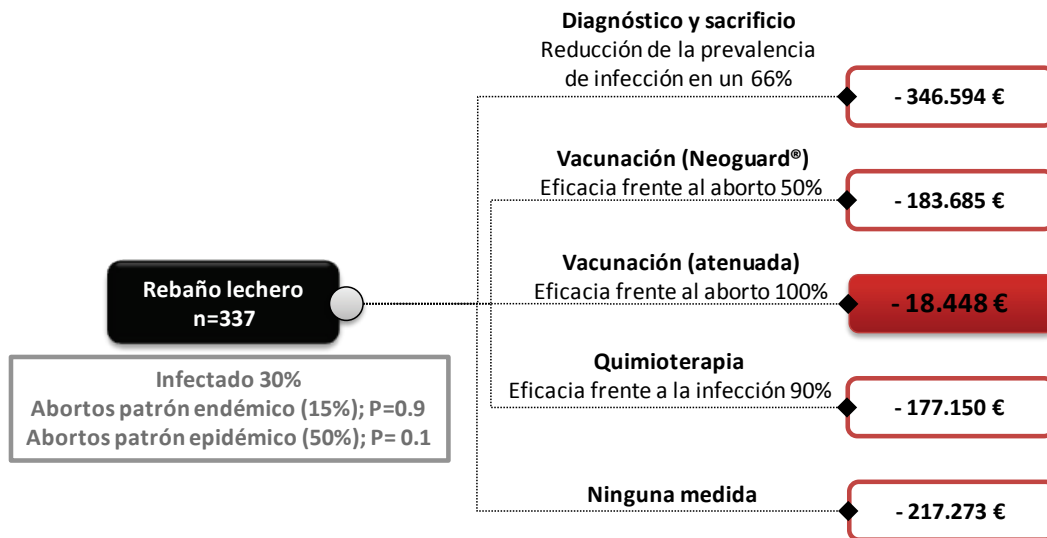 Diagnóstico y sacrificio
Reducción de la prevalencia
de infección en un 66%
- 346.594 €
Vacunación (Neoguard®)
Eficacia frente al aborto 50%
- 183.685 €
Vacunación (atenuada)
Eficacia frente al aborto 100%
- 18.448 €
Rebaño lechero
n=337
Infectado 30%
Abortos patrón endémico (15%); P=0.9
Abortos patrón epidémico (50%); P= 0.1
Quimioterapia
Eficacia frente a la infección 90%
- 177.150 €
Ninguna medida
- 217.273 €